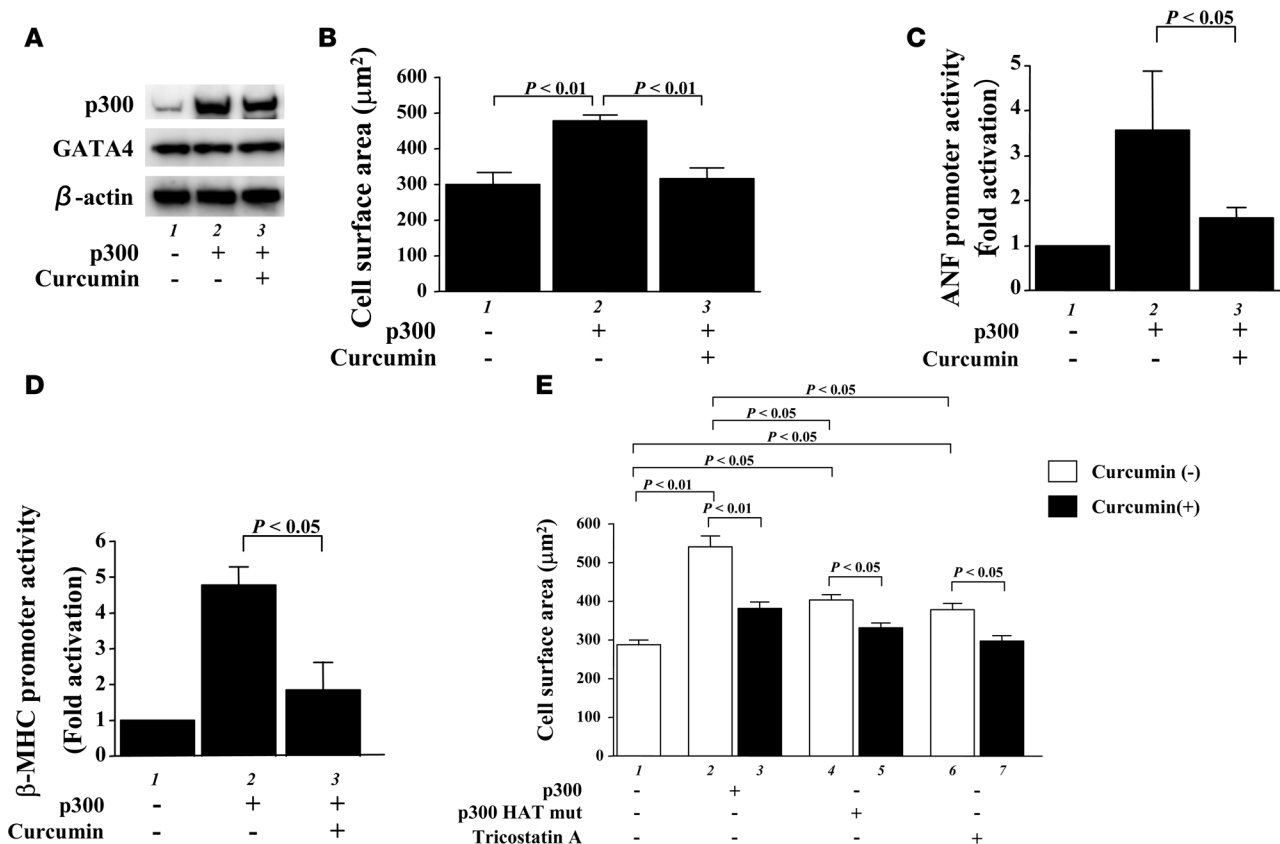 A
p300
GATA4
β-actin
1 2 3
p300 - + +
Curcumin - - +
B
Cell surface area (μm²)
600
500
400
300
200
100
0
P < 0.01 P < 0.01
1 2 3
p300 - + +
Curcumin - - +
C
ANF promoter activity
(Fold activation)
P < 0.05
5
4
3
2
1
0
1 2 3
p300 - + +
Curcumin - - +
D
β-MHC promoter activity
(Fold activation)
P < 0.05
6
5
4
3
2
1
0
1 2 3
p300 - + +
Curcumin - - +
E
P < 0.05
P < 0.05
P < 0.05
P < 0.05
P < 0.01
P < 0.01
P < 0.05 P < 0.05
Curcumin (-)
Curcumin(+)
Cell surface area (μm²)
600
500
400
300
200
100
0
1 2 3 4 5 6 7
p300 - + - -
p300 HAT mut - - + -
Tricostatin A - - - +